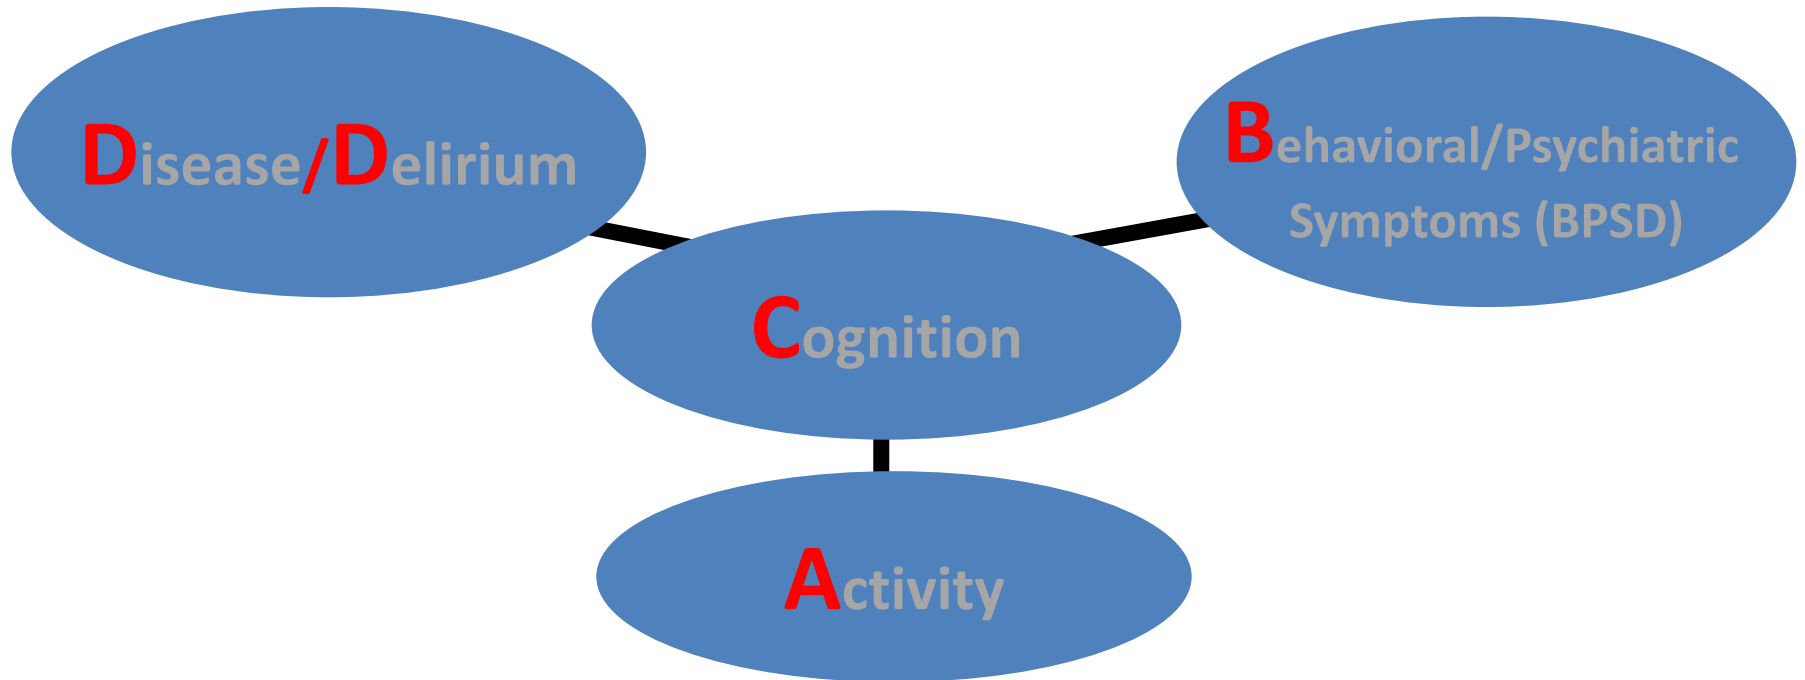 Disease/Delirium
Behavioral/Psychiatric
Symptoms (BPSD)
Cognition
Activity